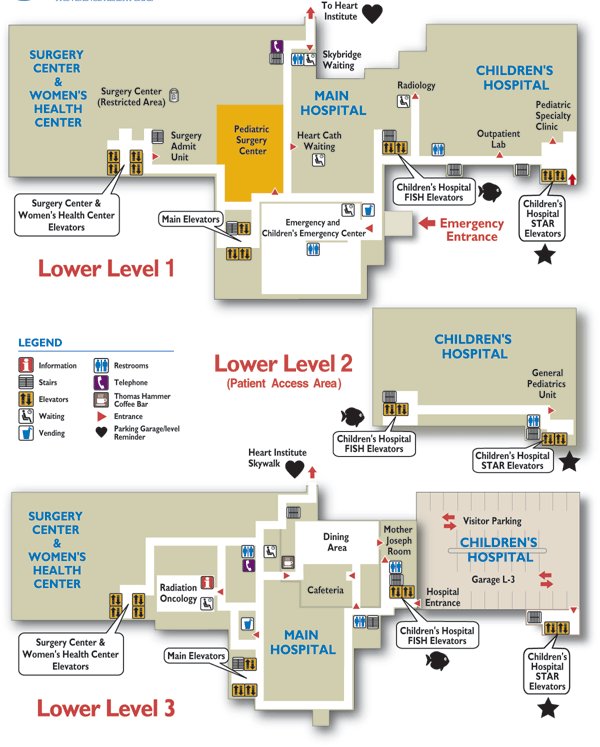 To Heart
Institute
SURGERY
CENTER
&
WOMEN'S
HEALTH
CENTER
Surgery Center
(Restricted Area)
Surgery
Admit
Unit
Pediatric
Surgery
Center
Skybridge
Waiting
MAIN
HOSPITAL
Heart Cath
Waiting
Radiology
CHILDREN'S
HOSPITAL
Pediatric
Specialty
Clinic
Outpatient
Lab
Surgery Center &
Women's Health Center
Elevators
Main Elevators
Emergency and
Children's Emergency Center
Children's Hospital
FISH Elevators
Children's
Hospital
STAR
Elevators
Emergency
Entrance
Lower Level 1
LEGEND
Information
Stairs
Elevators
Waiting
Vending
Restrooms
Telephone
Thomas Hammer
Coffee Bar
Entrance
Parking Garage/level
Reminder
Lower Level 2
(Patient Access Area)
CHILDREN'S
HOSPITAL
General
Pediatrics
Unit
Children's Hospital
FISH Elevators
Children's Hospital
STAR Elevators
Heart Institute
Skywalk
SURGERY
CENTER
&
WOMEN'S
HEALTH
CENTER
Radiation
Oncology
Dining
Area
Mother
Joseph
Room
Cafeteria
MAIN
HOSPITAL
Visitor Parking
CHILDREN'S
HOSPITAL
Garage L-3
Hospital
Entrance
Surgery Center &
Women's Health Center
Elevators
Main Elevators
Children's Hospital
FISH Elevators
Children's
Hospital
STAR
Elevators
Lower Level 3